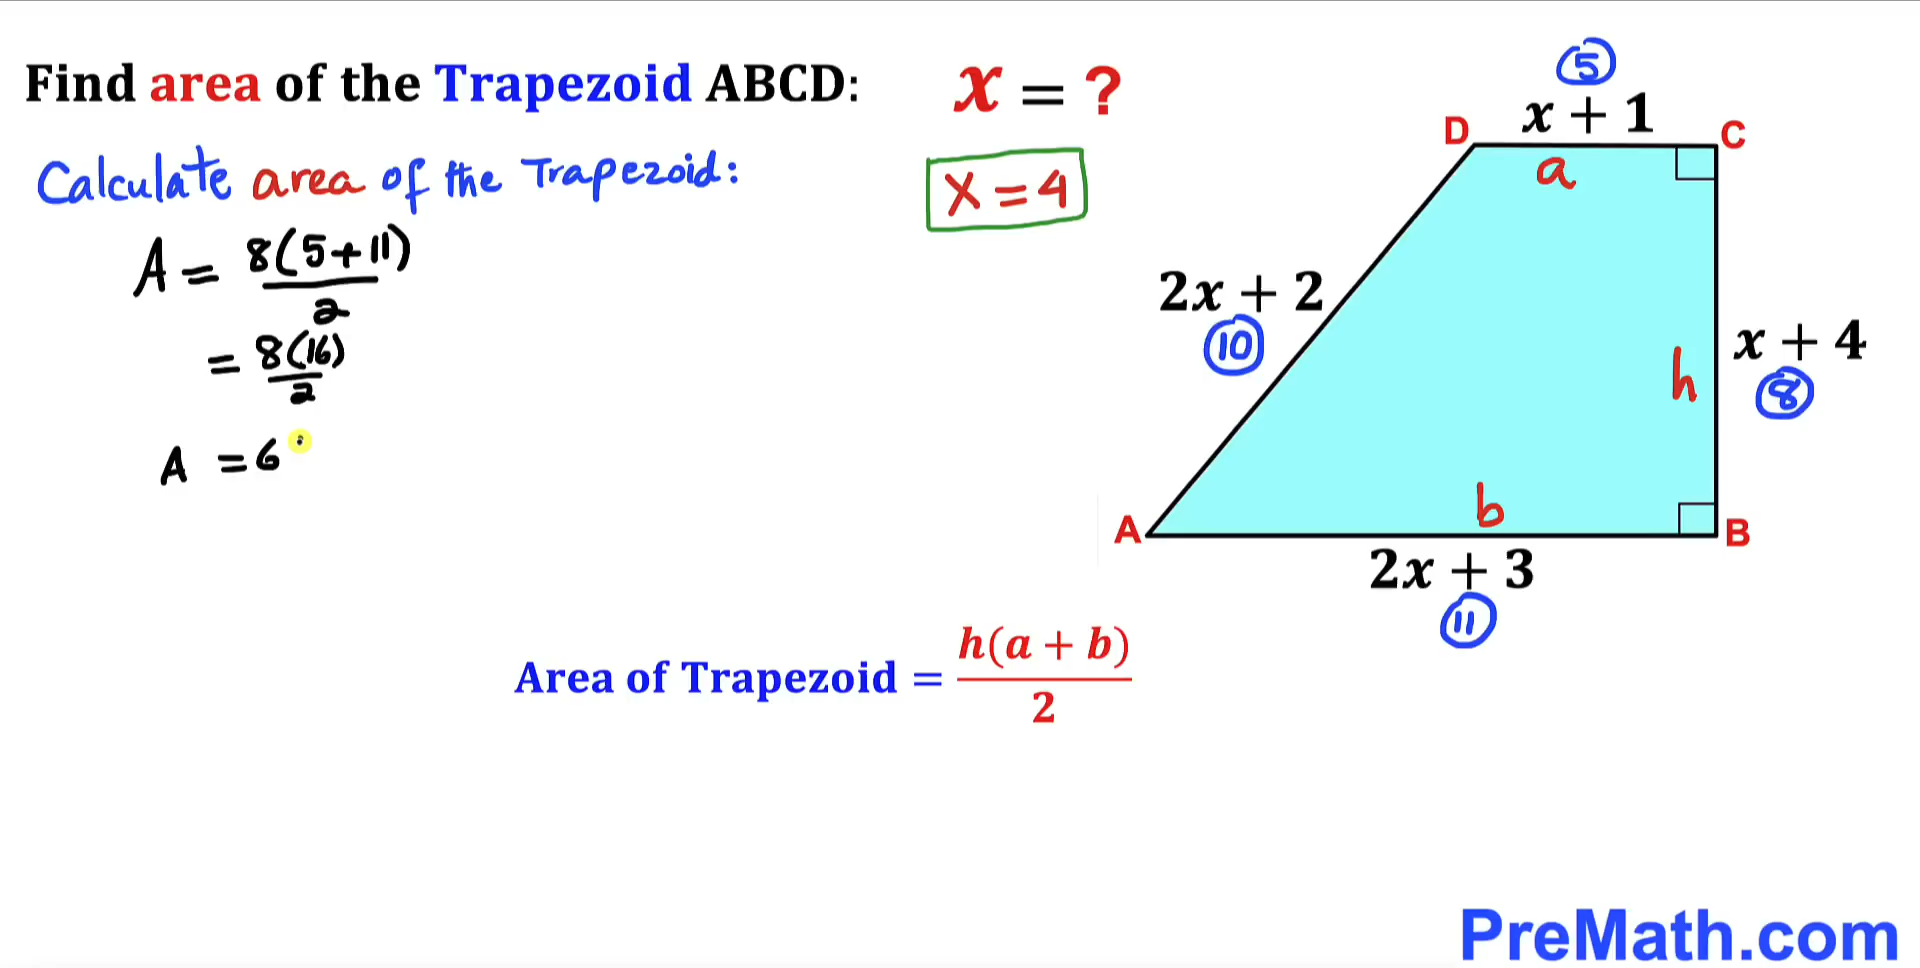 Find area of the Trapezoid ABCD:
x = ?
Calculate area of the Trapezoid:
X = 4
A = 8(5+11)
2
= 8(16)
2
A = 6
5
x + 1
D
C
a
2x + 2
10
h
x + 4
8
b
A
B
2x + 3
11
Area of Trapezoid = h(a + b)
2
PreMath.com